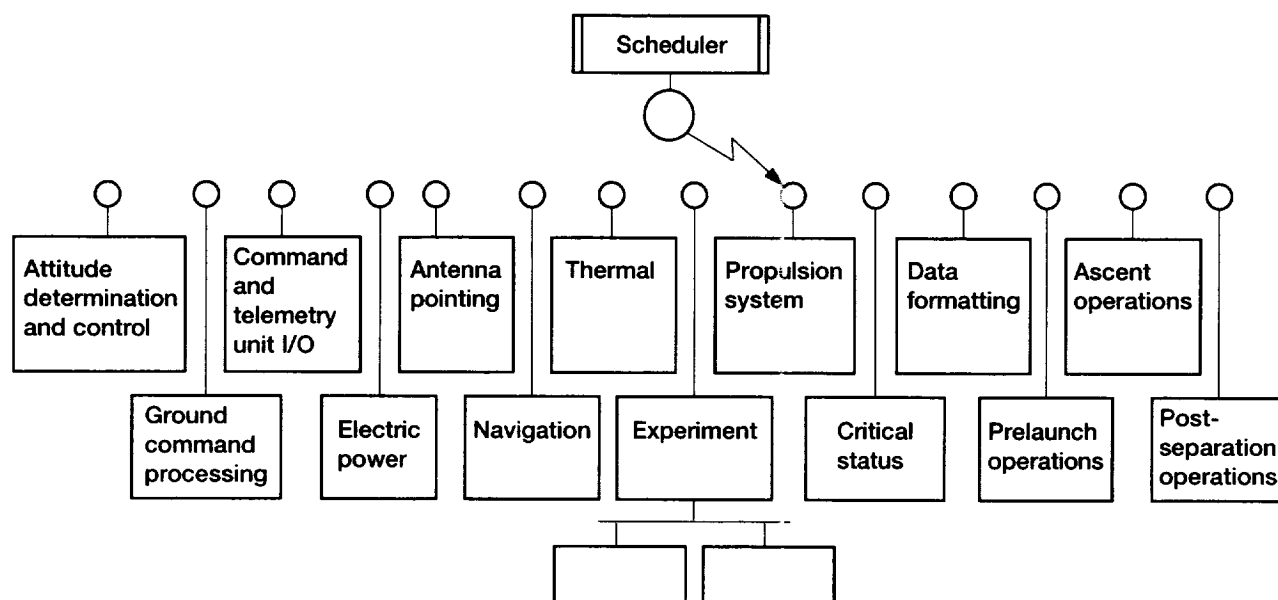 Scheduler
Attitude
determination
and control
Command
and
telemetry
unit I/O
Antenna
pointing
Thermal
Propulsion
system
Data
formatting
Ascent
operations
Ground
command
processing
Electric
power
Navigation
Experiment
Critical
status
Prelaunch
operations
Post-
separation
operations